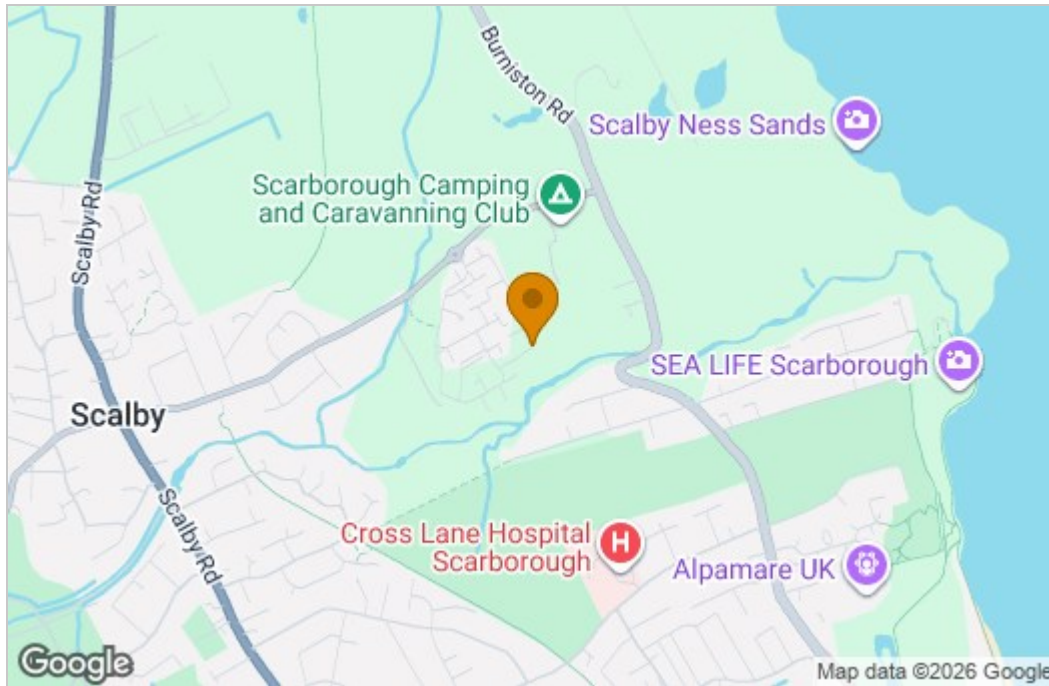 Burniston Rd
Scalby Ness Sands
Scarborough Camping
and Caravanning Club
Scalby Rd
SEA LIFE Scarborough
Scalby
Scalby Rd
Cross Lane Hospital
Scarborough
H
Alpamare UK
Google
Map data ©2026 Google